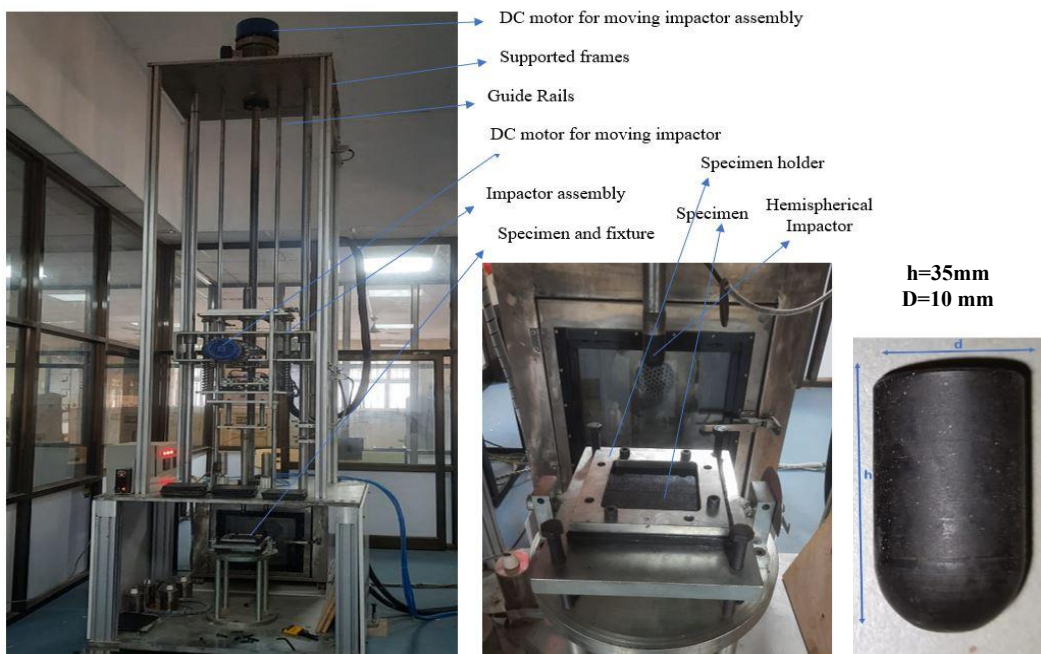 DC motor for moving impactor assembly
Supported frames
Guide Rails
DC motor for moving impactor
Impactor assembly
Specimen and fixture
Specimen holder
Specimen
Hemispherical
Impactor
h=35mm
D=10 mm
d
h